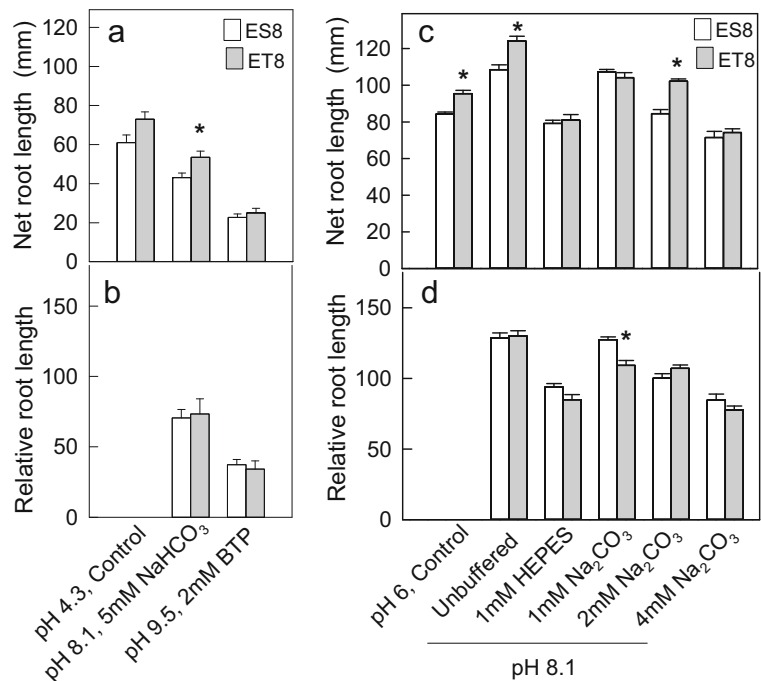 a
ES8
ET8
Net root length (mm)
80
60
40
20
0
*
b
Relative root length
150
100
50
0
pH 4.3, Control
pH 8.1, 5mM NaHCO₃
pH 9.5, 2mM BTP
c
ES8
ET8
Net root length (mm)
120
100
80
60
40
20
0
*
*
*
d
Relative root length
150
100
50
0
*
pH 6, Control
Unbuffered
1mM HEPES
1mM Na₂CO₃
2mM Na₂CO₃
4mM Na₂CO₃
pH 8.1